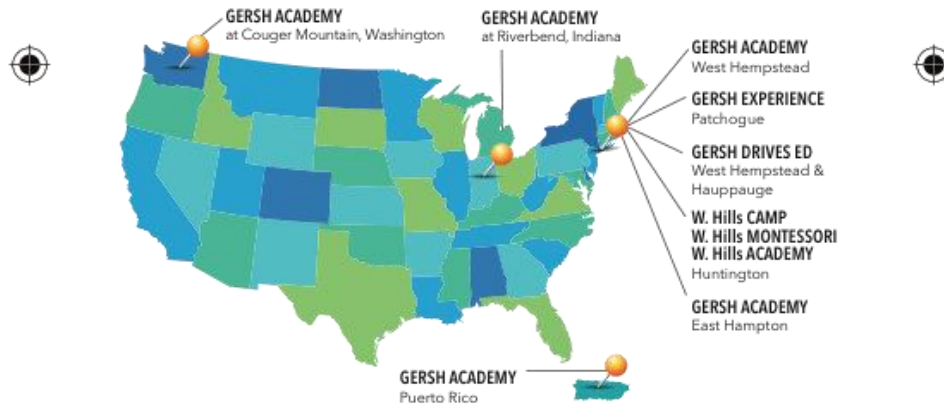 GERSH ACADEMY
at Couger Mountain, Washington
GERSH ACADEMY
at Riverbend, Indiana
GERSH ACADEMY
West Hempstead
GERSH EXPERIENCE
Patchogue
GERSH DRIVES ED
West Hempstead &
Hauppauge
W. Hills CAMP
W. Hills MONTESSORI
W. Hills ACADEMY
Huntington
GERSH ACADEMY
East Hampton
GERSH ACADEMY
Puerto Rico